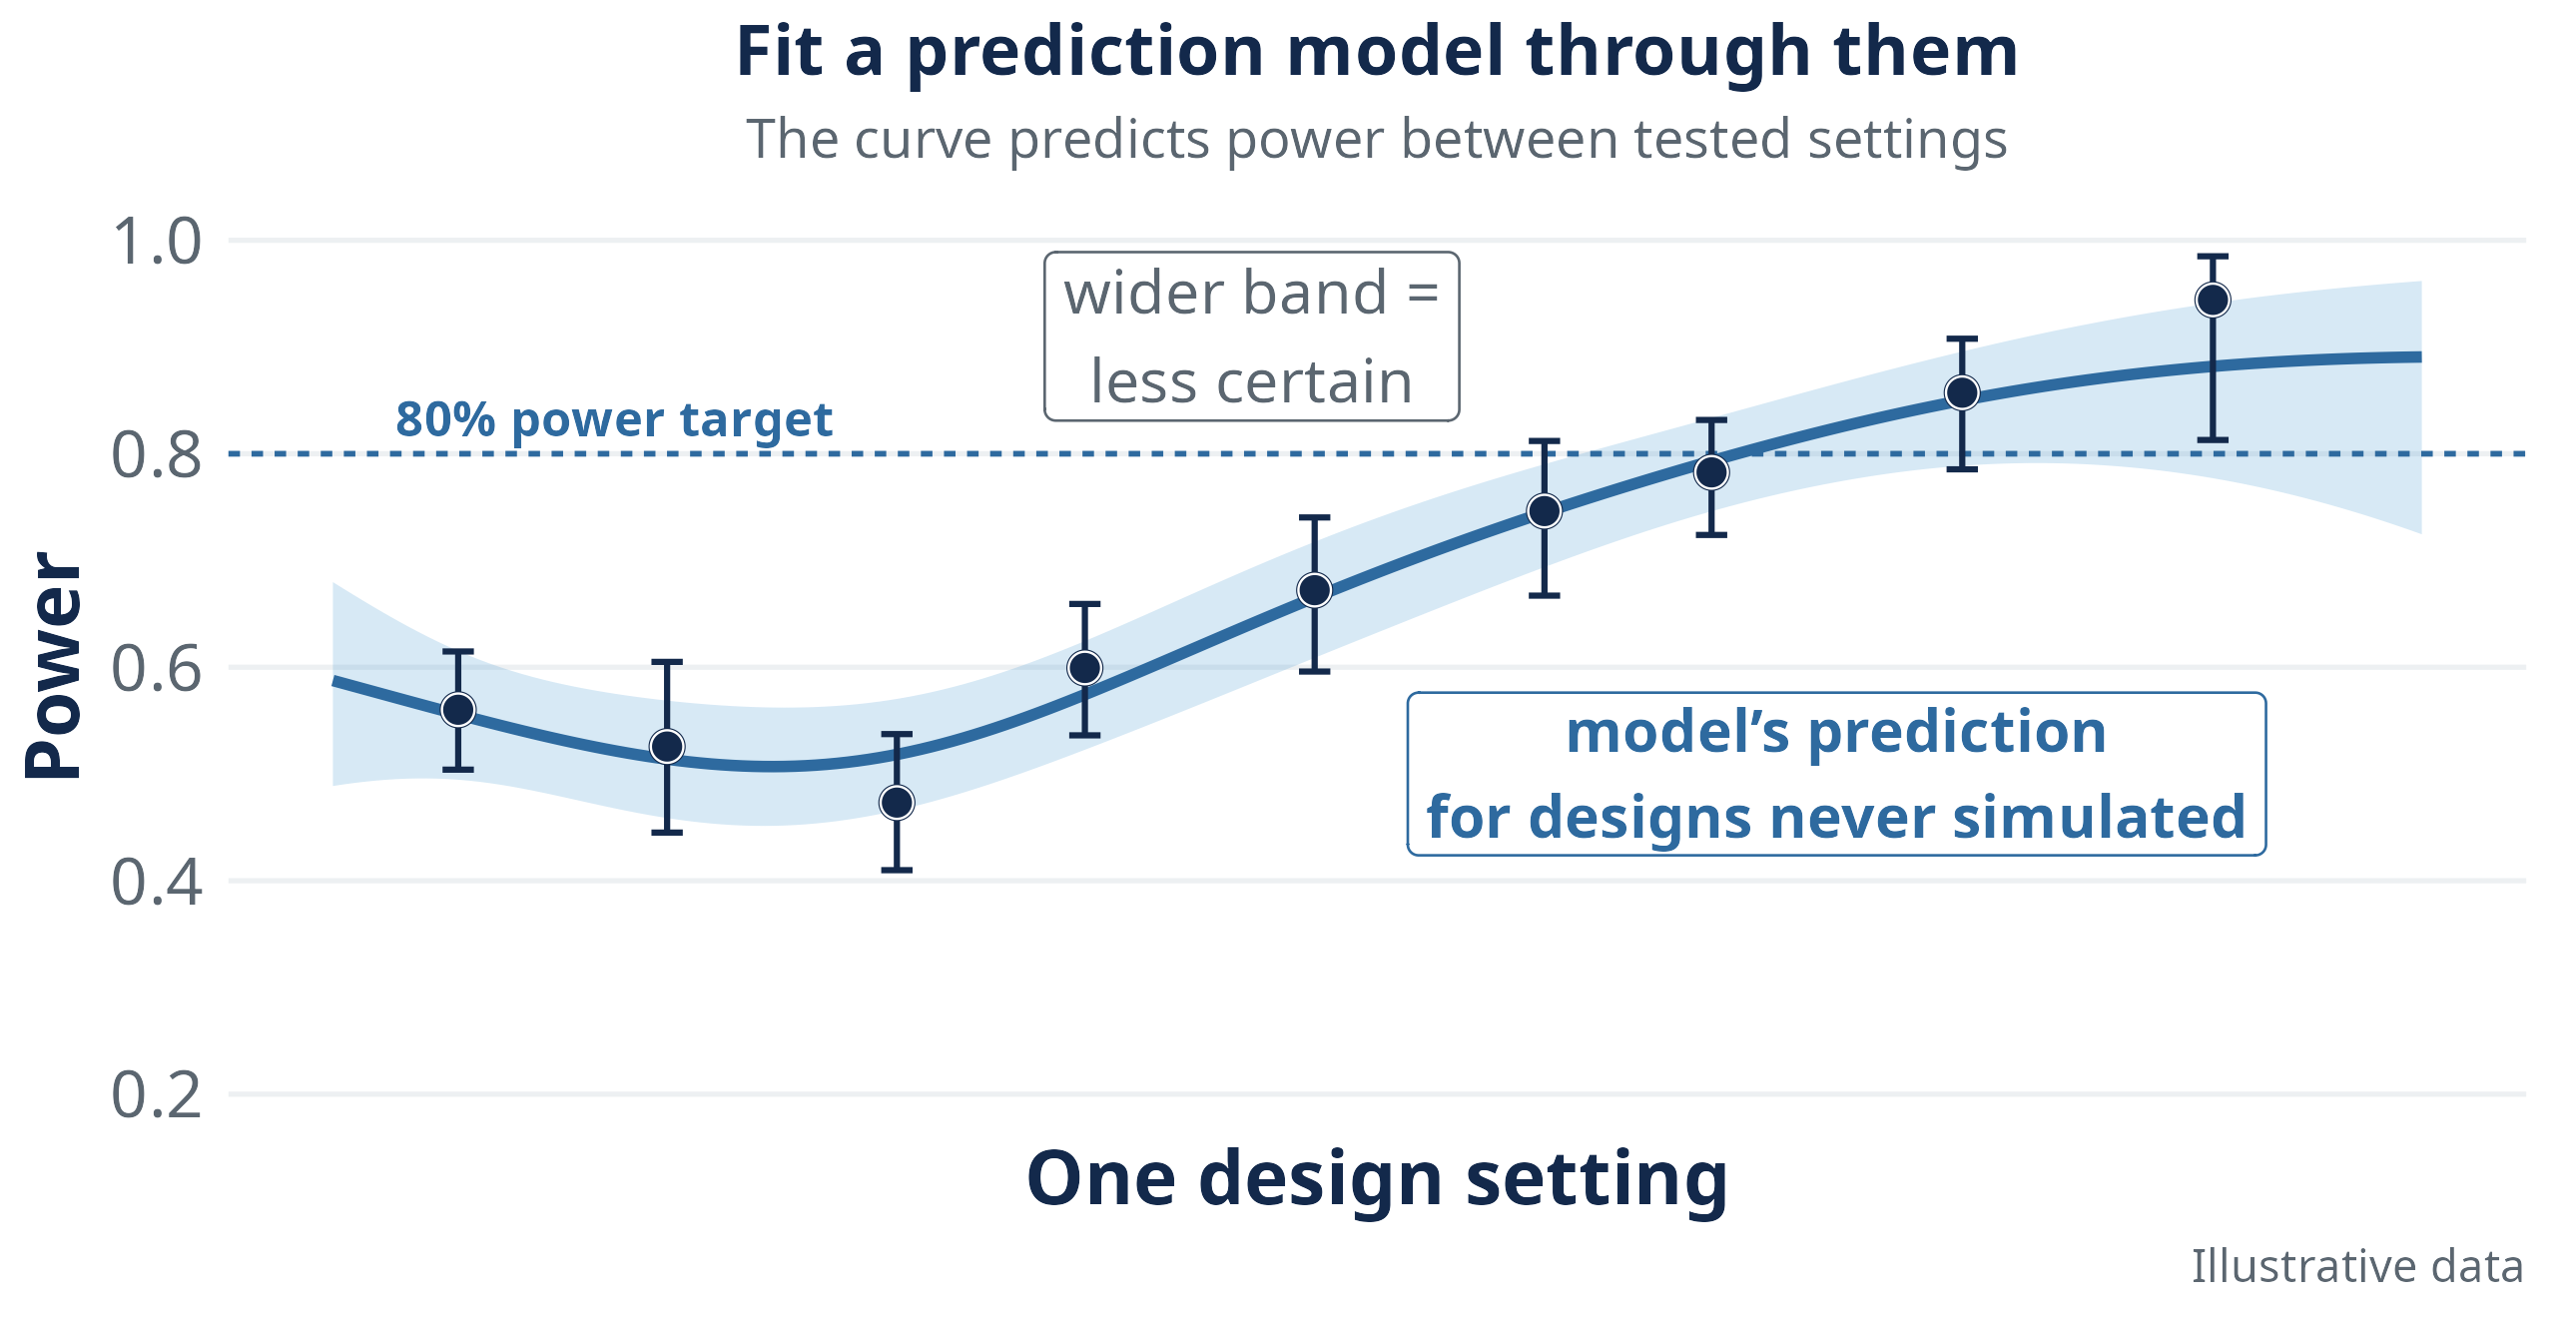 Fit a prediction model through them
The curve predicts power between tested settings
1.0
wider band =
less certain
80% power target
0.8
Power
0.6
model’s prediction
for designs never simulated
0.4
0.2
One design setting
Illustrative data